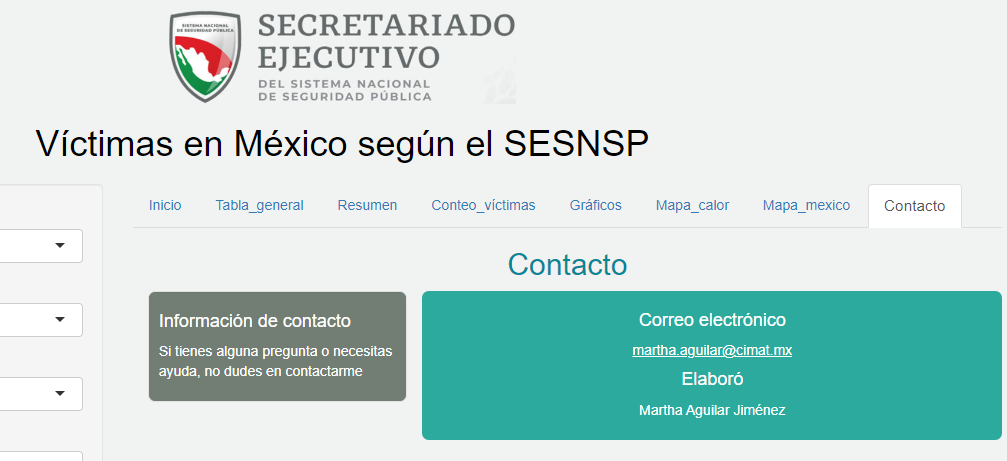 SISTEMA NACIONAL
DE SEGURIDAD PÚBLICA
SECRETARIADO
EJECUTIVO
DEL SISTEMA NACIONAL
DE SEGURIDAD PÚBLICA
Víctimas en México según el SESNSP
Inicio Tabla_general Resumen Conteo_víctimas Gráficos Mapa_calor Mapa_mexico Contacto
Contacto
Información de contacto
Si tienes alguna pregunta o necesitas
ayuda, no dudes en contactarme
Correo electrónico
martha.aguilar@cimat.mx
Elaboró
Martha Aguilar Jiménez